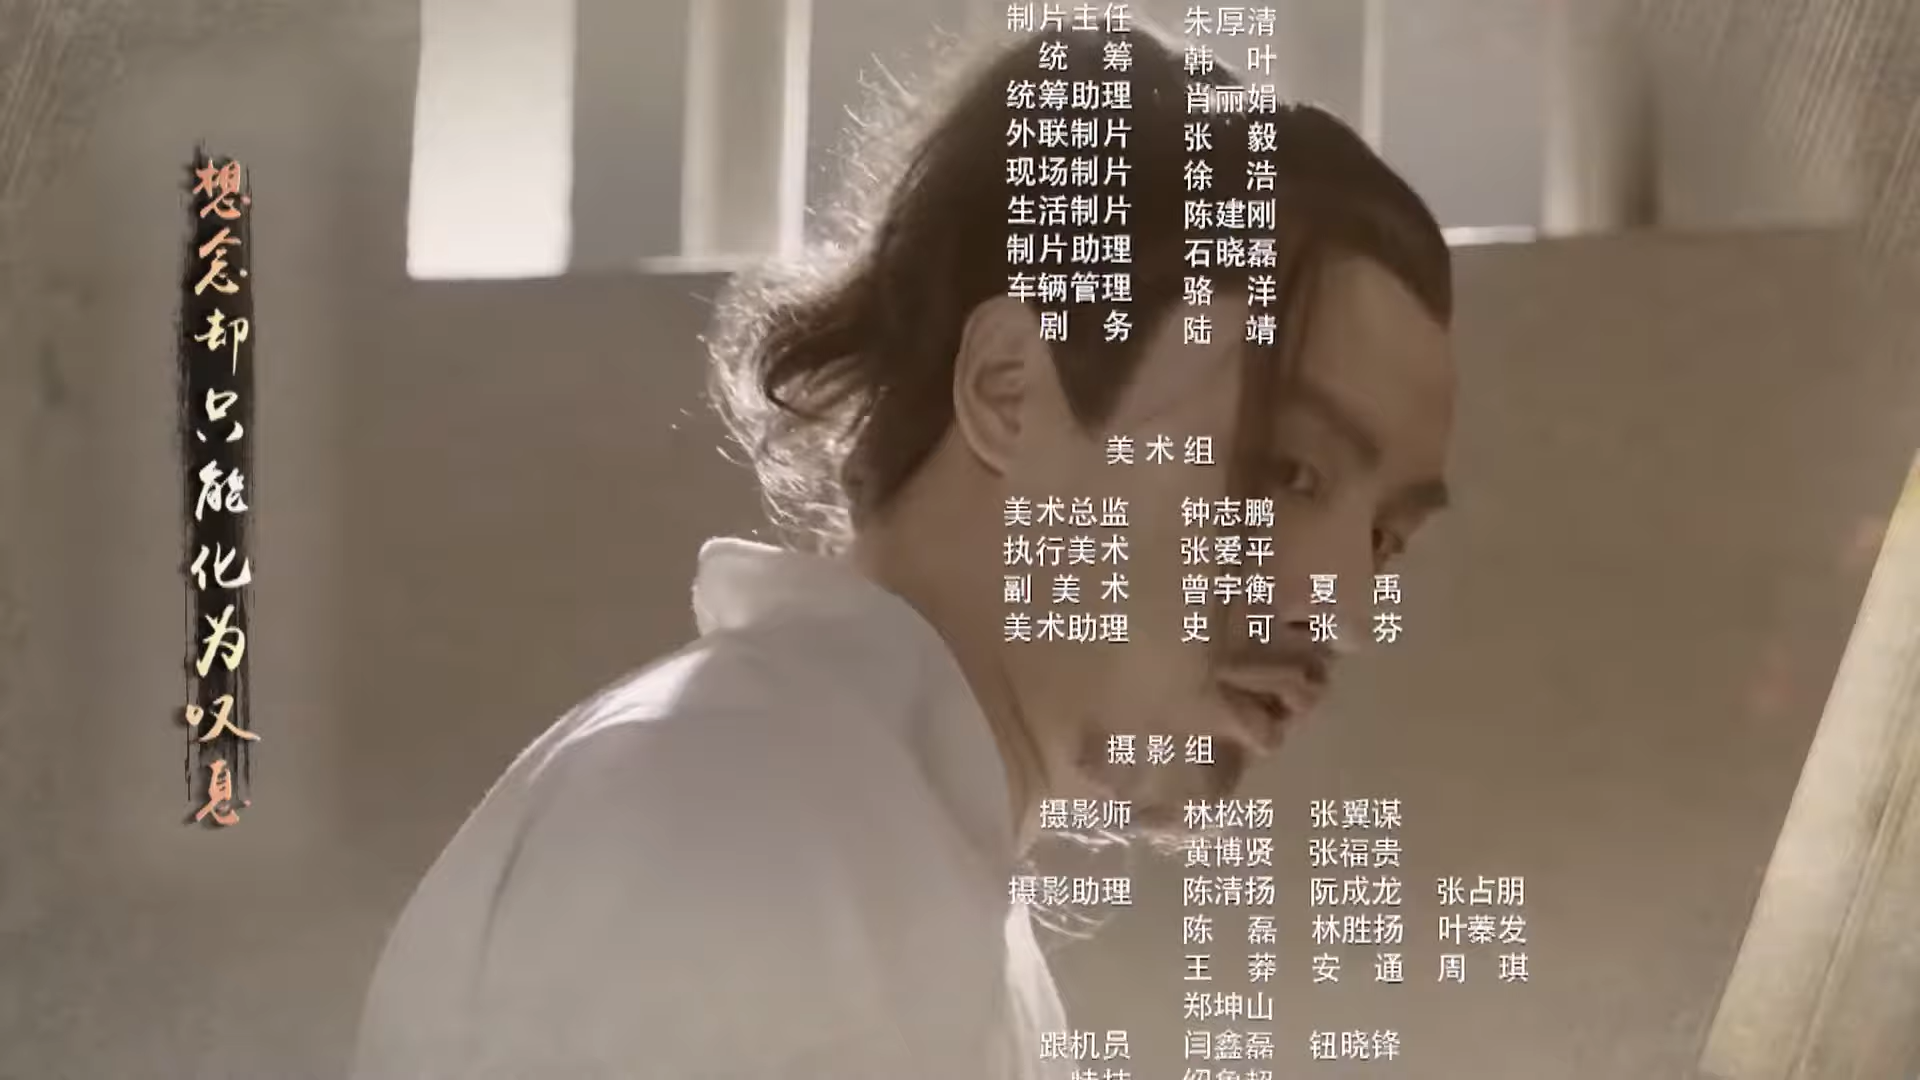 想念却只能化为叹息
制片主任 朱厚清
统筹 韩叶
统筹助理 肖丽娟
外联制片 张毅
现场制片 徐浩
生活制片 陈建刚
制片助理 石晓磊
车辆管理 骆洋
剧务 陆靖
美术组
美术总监 钟志鹏
执行美术 张爱平
副美术 曾宇衡 夏禹
美术助理 史可 张芬
摄影组
摄影师 林松杨 张翼谋
黄博贤 张福贵
摄影助理 陈清扬 阮成龙 张占朋
陈磊 林胜扬 叶蓁发
王莽 安通 周琪
郑坤山
跟机员 闫鑫磊 钮晓锋